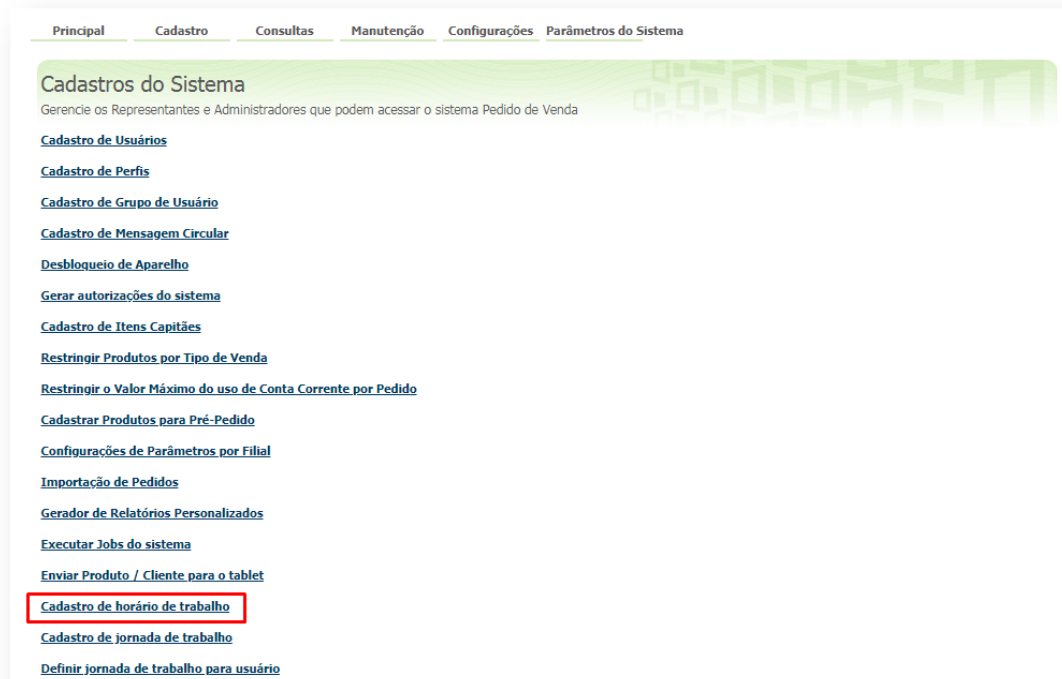 Principal Cadastro Consultas Manutenção Configurações Parâmetros do Sistema
Cadastros do Sistema
Gerencie os Representantes e Administradores que podem acessar o sistema Pedido de Venda
Cadastro de Usuários
Cadastro de Perfis
Cadastro de Grupo de Usuário
Cadastro de Mensagem Circular
Desbloqueio de Aparelho
Gerar autorizações do sistema
Cadastro de Itens Capitães
Restringir Produtos por Tipo de Venda
Restringir o Valor Máximo do uso de Conta Corrente por Pedido
Cadastrar Produtos para Pré-Pedido
Configurações de Parâmetros por Filial
Importação de Pedidos
Gerador de Relatórios Personalizados
Executar Jobs do sistema
Enviar Produto / Cliente para o tablet
Cadastro de horário de trabalho
Cadastro de jornada de trabalho
Definir jornada de trabalho para usuário